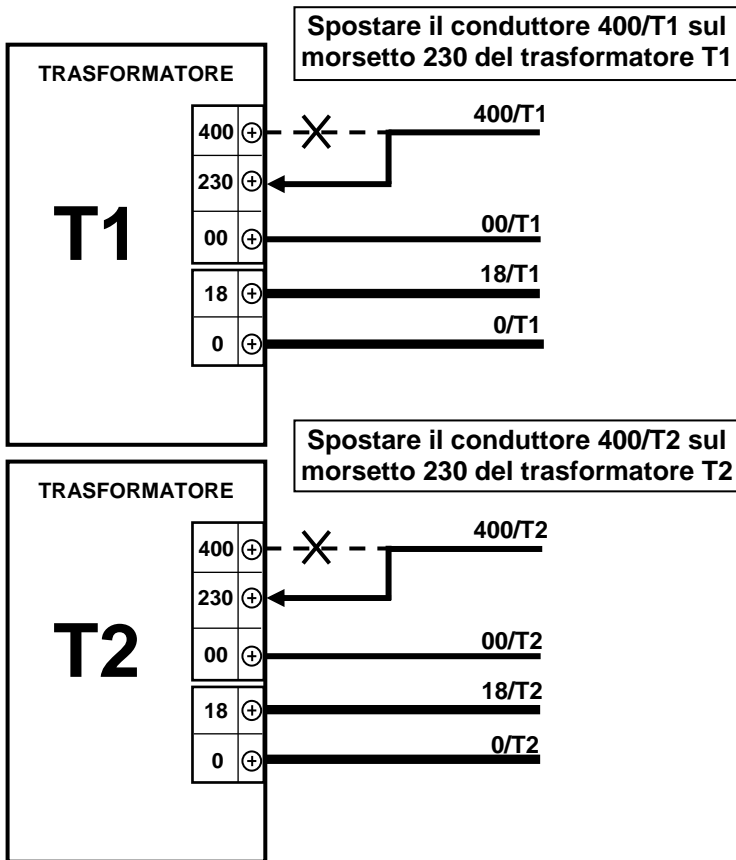 Spostare il conduttore 400/T1 sul
morsetto 230 del trasformatore T1
TRASFORMATORE
T1
400
230
00
18
0
400/T1
00/T1
18/T1
0/T1
Spostare il conduttore 400/T2 sul
morsetto 230 del trasformatore T2
TRASFORMATORE
T2
400
230
00
18
0
400/T2
00/T2
18/T2
0/T2